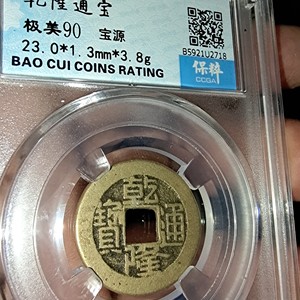 乾隆通宝
极美90 宝源
23.0*1.3mm*3.8g
BAO CUI COINS RATING
BS921U2718
保粹
CCGA
乾隆通寶